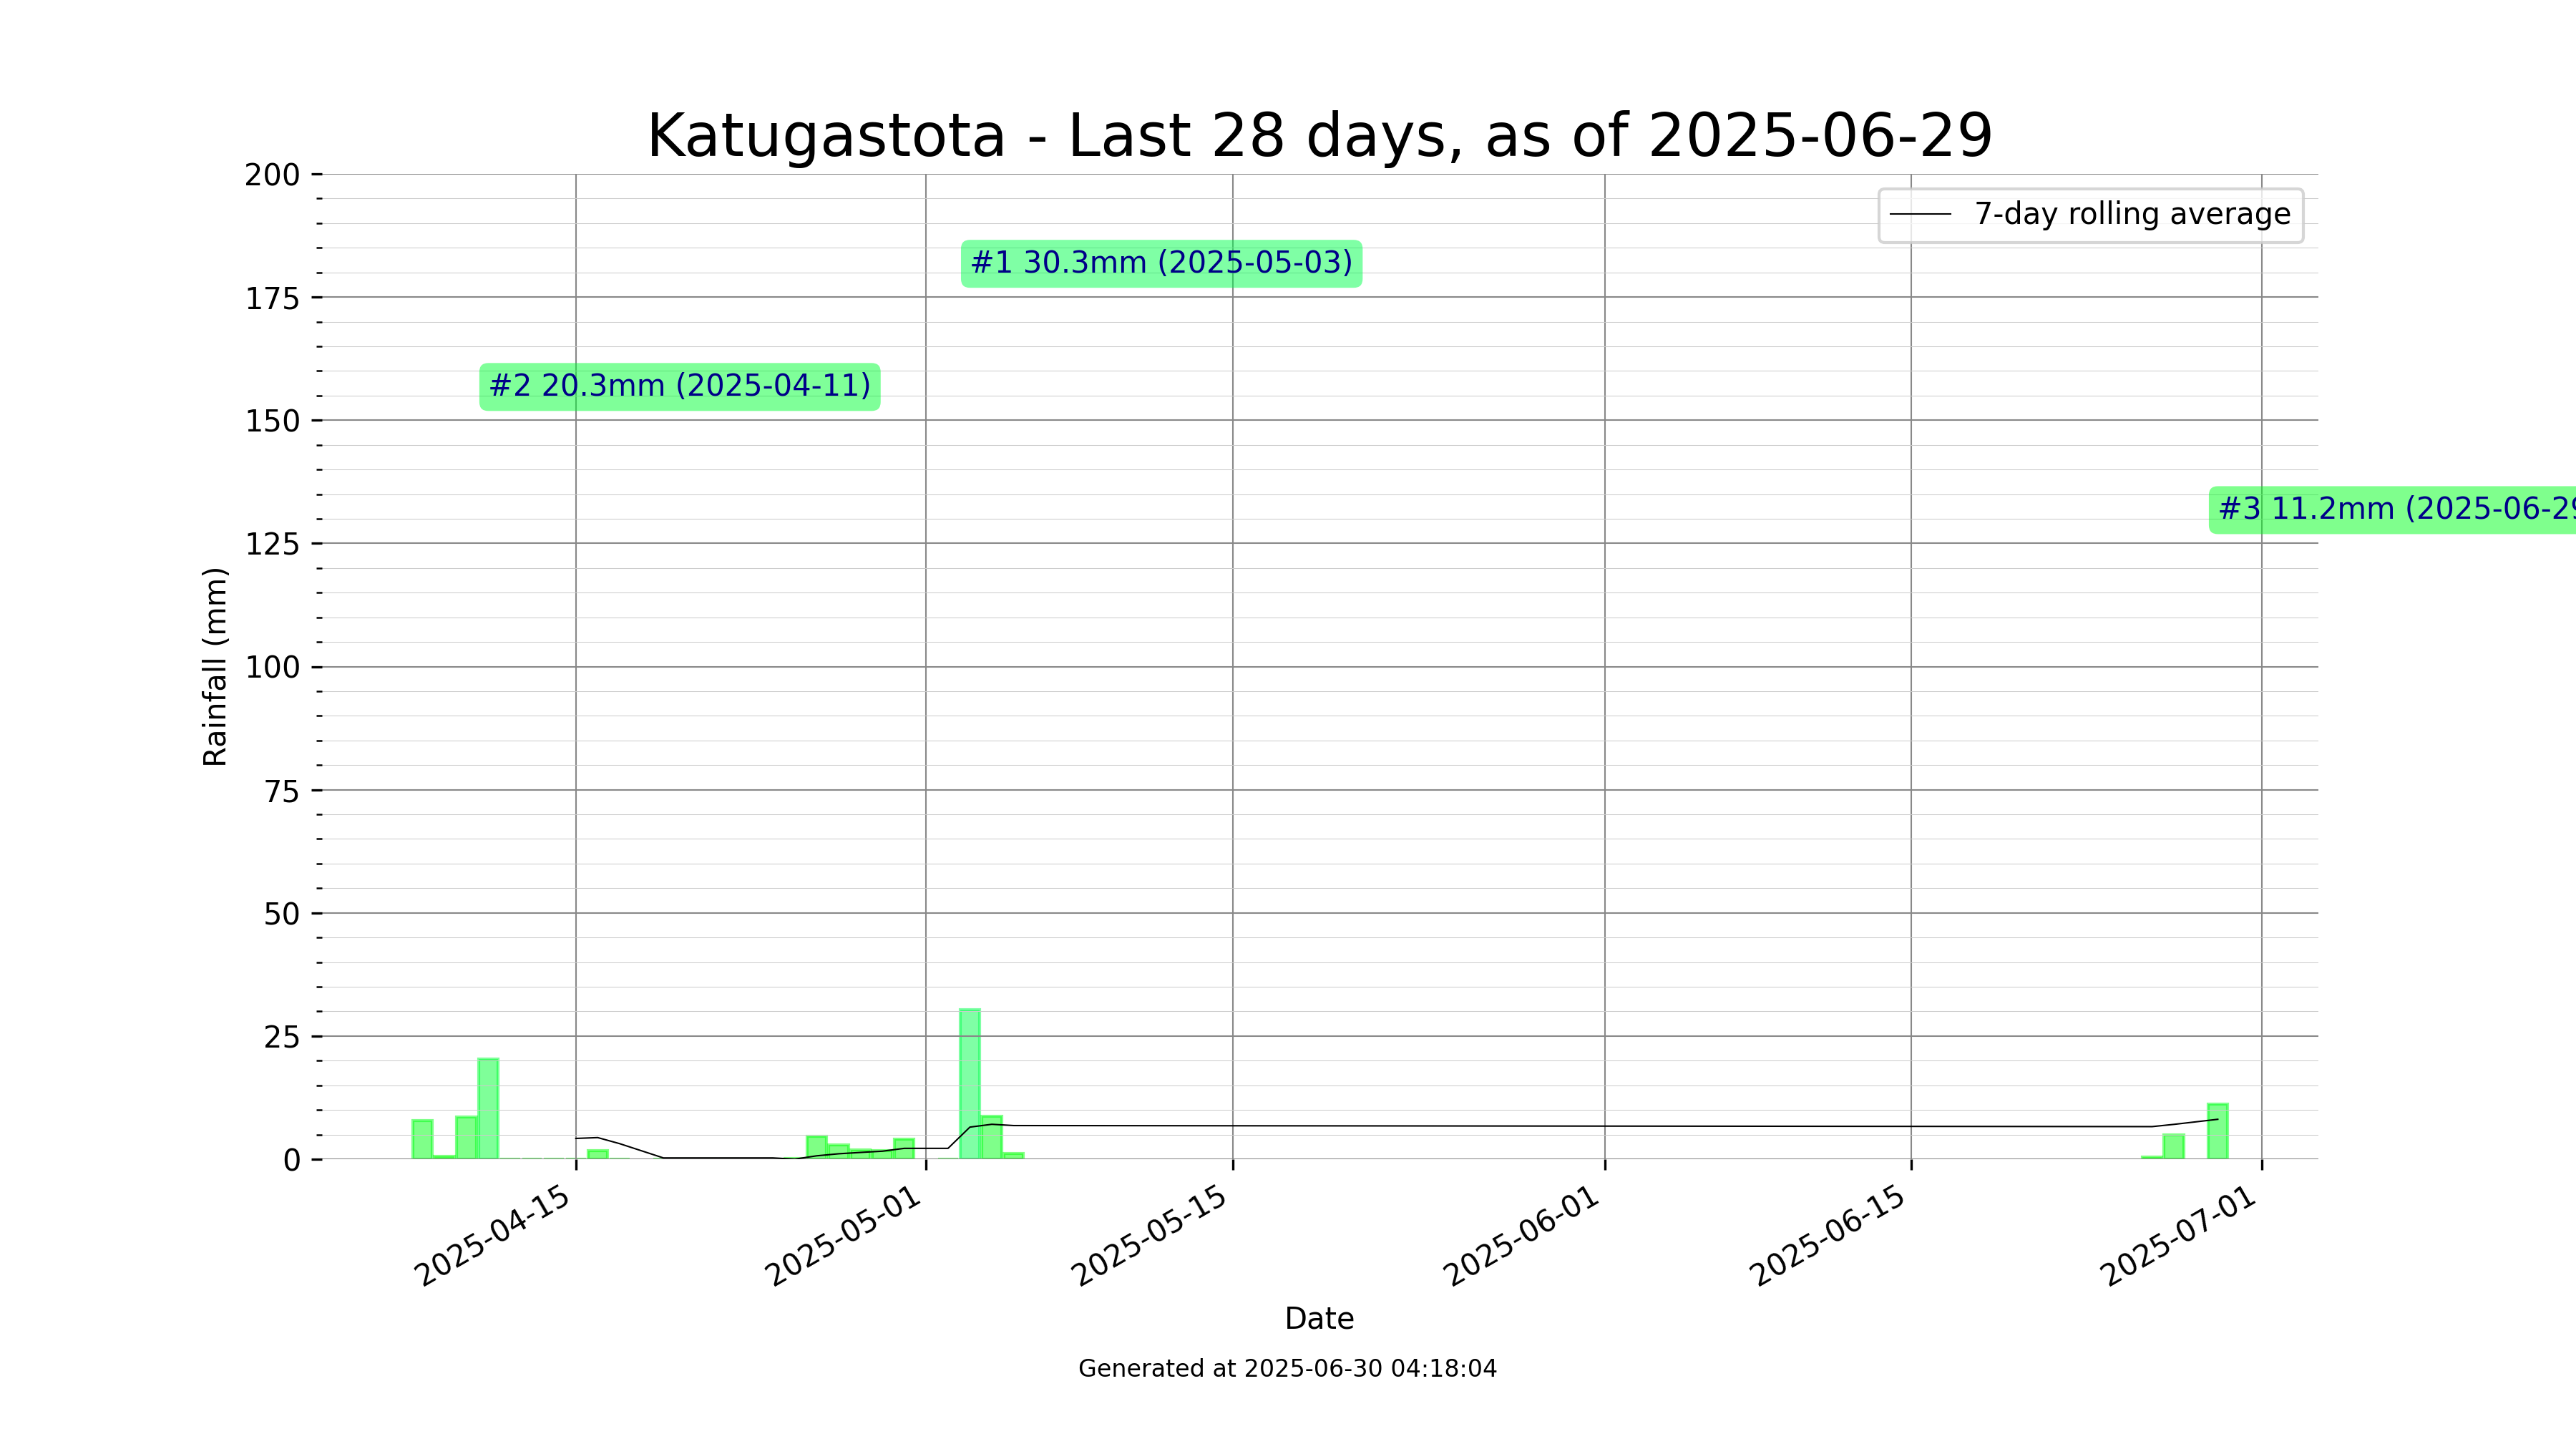 Katugastota - Last 28 days, as of 2025-06-29
200
175
150
125
100
75
50
25
0
Rainfall (mm)
7-day rolling average
#1 30.3mm (2025-05-03)
#2 20.3mm (2025-04-11)
#3 11.2mm (2025-06-29
2025-04-15
2025-05-01
2025-05-15
2025-06-01
2025-06-15
2025-07-01
Date
Generated at 2025-06-30 04:18:04